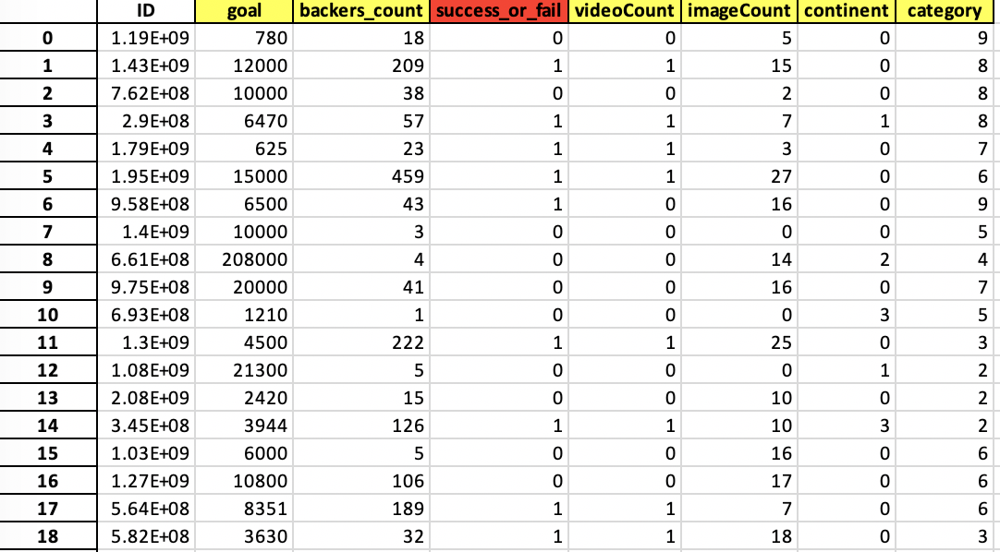 ID goal backers_count success_or_fail videoCount imageCount continent category
0 1.19E+09 780 18 0 0 5 0 9
1 1.43E+09 12000 209 1 1 15 0 8
2 7.62E+08 10000 38 0 0 2 0 8
3 2.9E+08 6470 57 1 1 7 1 8
4 1.79E+09 625 23 1 1 3 0 7
5 1.95E+09 15000 459 1 1 27 0 6
6 9.58E+08 6500 43 1 0 16 0 9
7 1.4E+09 10000 3 0 0 0 0 5
8 6.61E+08 208000 4 0 0 14 2 4
9 9.75E+08 20000 41 0 0 16 0 7
10 6.93E+08 1210 1 0 0 0 3 5
11 1.3E+09 4500 222 1 1 25 0 3
12 1.08E+09 21300 5 0 0 0 1 2
13 2.08E+09 2420 15 0 0 10 0 2
14 3.45E+08 3944 126 1 1 10 3 2
15 1.03E+09 6000 5 0 0 16 0 6
16 1.27E+09 10800 106 0 0 17 0 6
17 5.64E+08 8351 189 1 1 7 0 6
18 5.82E+08 3630 32 1 1 18 0 3